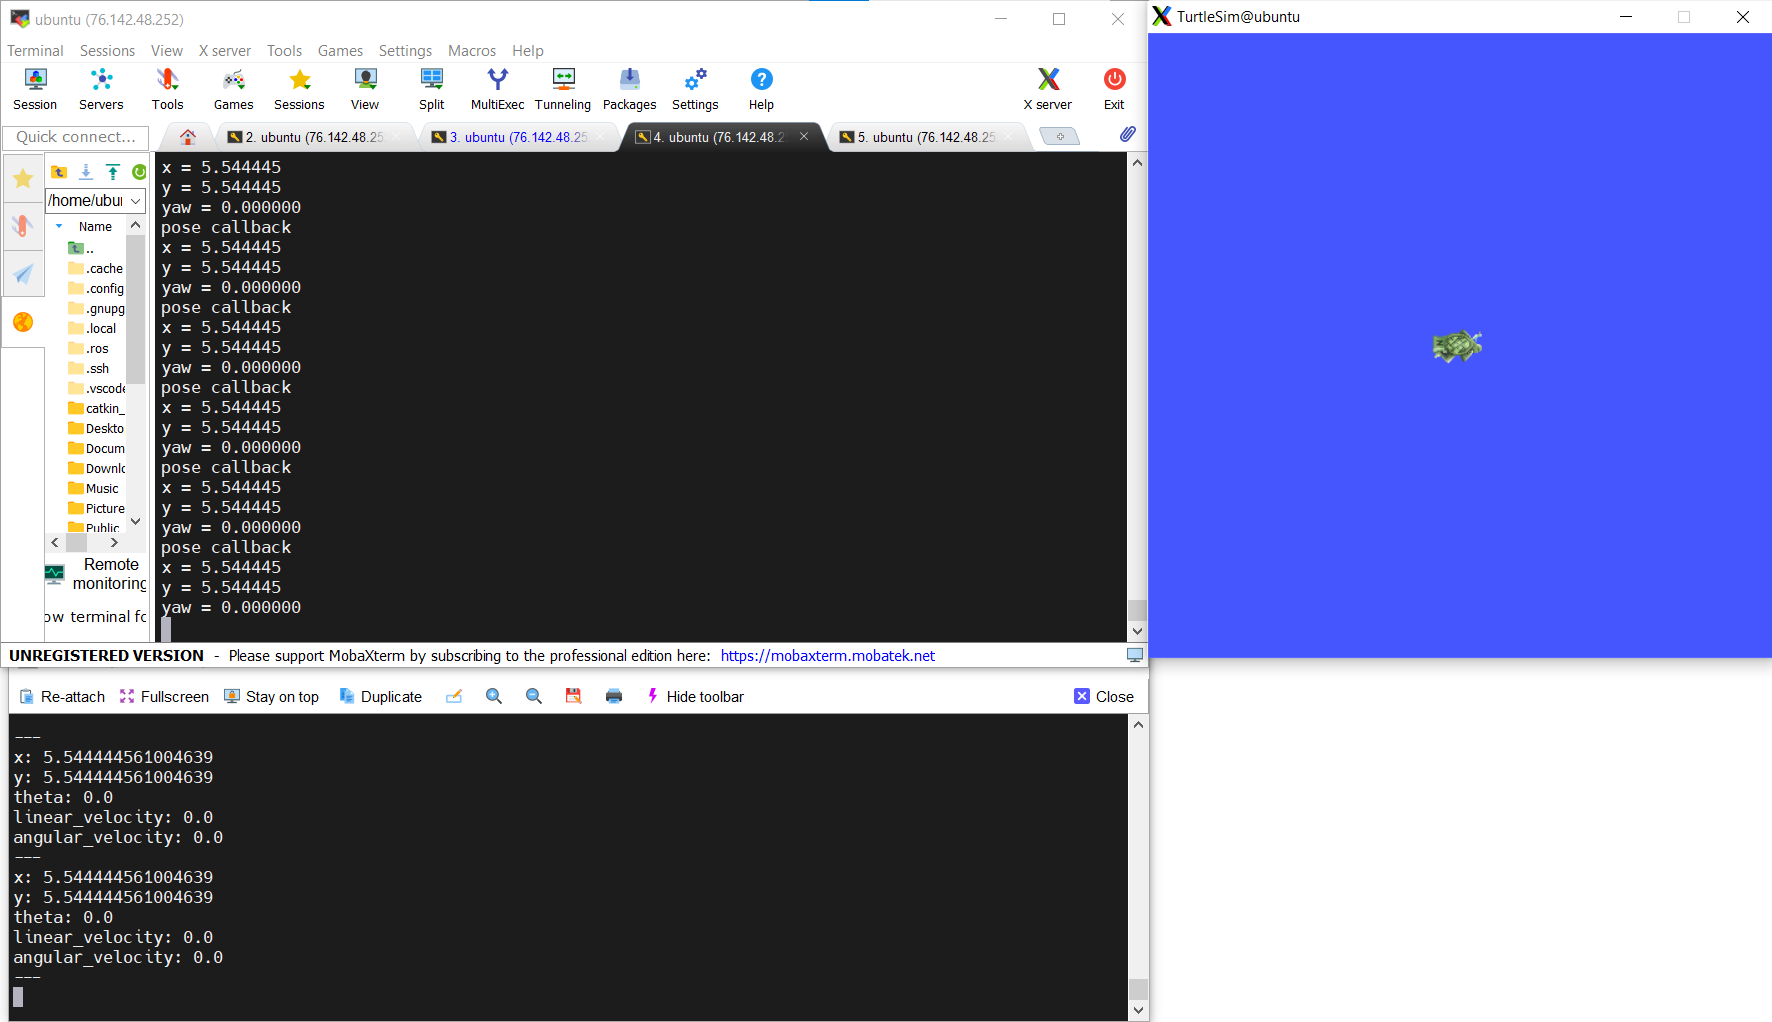 ubuntu (76.142.48.252)
Terminal Sessions View X server Tools Games Settings Macros Help
Session Servers Tools Games Sessions View Split MultiExec Tunneling Packages Settings Help X server Exit
Quick connect...
2. ubuntu (76.142.48.25
3. ubuntu (76.142.48.25
4. ubuntu (76.142.48.2
5. ubuntu (76.142.48.25
/home/ubu
Name
..
.cache
.config
.gnupg
.local
.ros
.ssh
.vscode
catkin_
Deskto
Docum
Downlo
Music
Picture
Public
Remote
monitoring
ow terminal fo
x = 5.544445
y = 5.544445
yaw = 0.000000
pose callback
x = 5.544445
y = 5.544445
yaw = 0.000000
pose callback
x = 5.544445
y = 5.544445
yaw = 0.000000
pose callback
x = 5.544445
y = 5.544445
yaw = 0.000000
pose callback
x = 5.544445
y = 5.544445
yaw = 0.000000
pose callback
x = 5.544445
y = 5.544445
yaw = 0.000000
UNREGISTERED VERSION - Please support MobaXterm by subscribing to the professional edition here: https://mobaxterm.mobatek.net
Re-attach Fullscreen Stay on top Duplicate Hide toolbar Close
---
x: 5.544444561004639
y: 5.544444561004639
theta: 0.0
linear_velocity: 0.0
angular_velocity: 0.0
---
x: 5.544444561004639
y: 5.544444561004639
theta: 0.0
linear_velocity: 0.0
angular_velocity: 0.0
---
TurtleSim@ubuntu